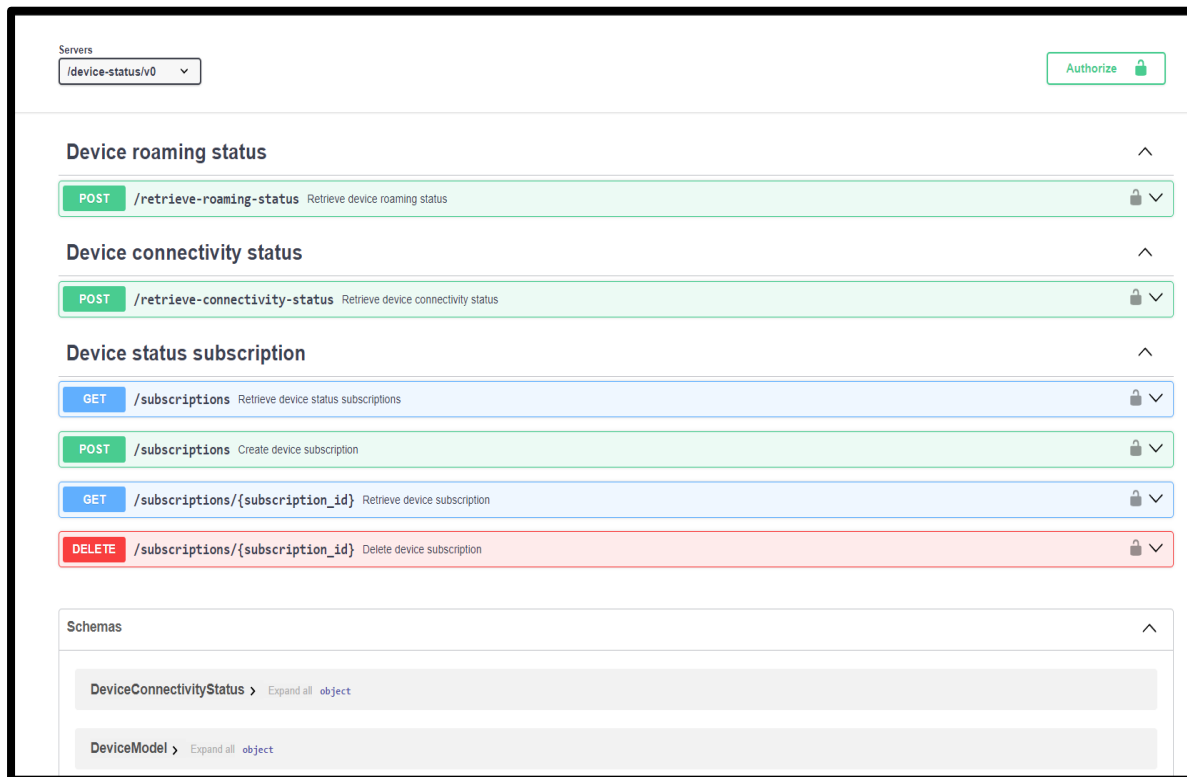 Servers
/device-status/v0
Authorize
Device roaming status
POST /retrieve-roaming-status Retrieve device roaming status
Device connectivity status
POST /retrieve-connectivity-status Retrieve device connectivity status
Device status subscription
GET /subscriptions Retrieve device status subscriptions
POST /subscriptions Create device subscription
GET /subscriptions/{subscription_id} Retrieve device subscription
DELETE /subscriptions/{subscription_id} Delete device subscription
Schemas
DeviceConnectivityStatus Expand all object
DeviceModel Expand all object